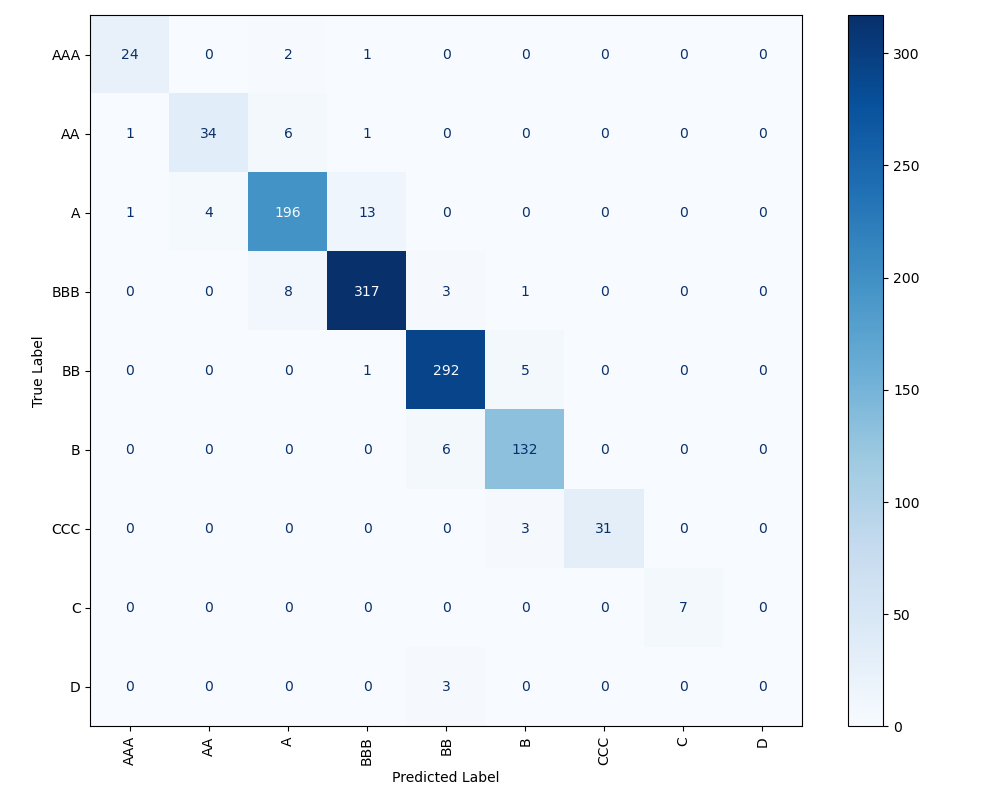 AAA 24 0 2 1 0 0 0 0 0
AA 1 34 6 1 0 0 0 0 0
A 1 4 196 13 0 0 0 0 0
BBB 0 0 8 317 3 1 0 0 0
BB 0 0 0 1 292 5 0 0 0
B 0 0 0 0 6 132 0 0 0
CCC 0 0 0 0 0 3 31 0 0
C 0 0 0 0 0 0 0 7 0
D 0 0 0 0 3 0 0 0 0
AAA AA A BBB BB B CCC C D
Predicted Label
True Label
300
250
200
150
100
50
0